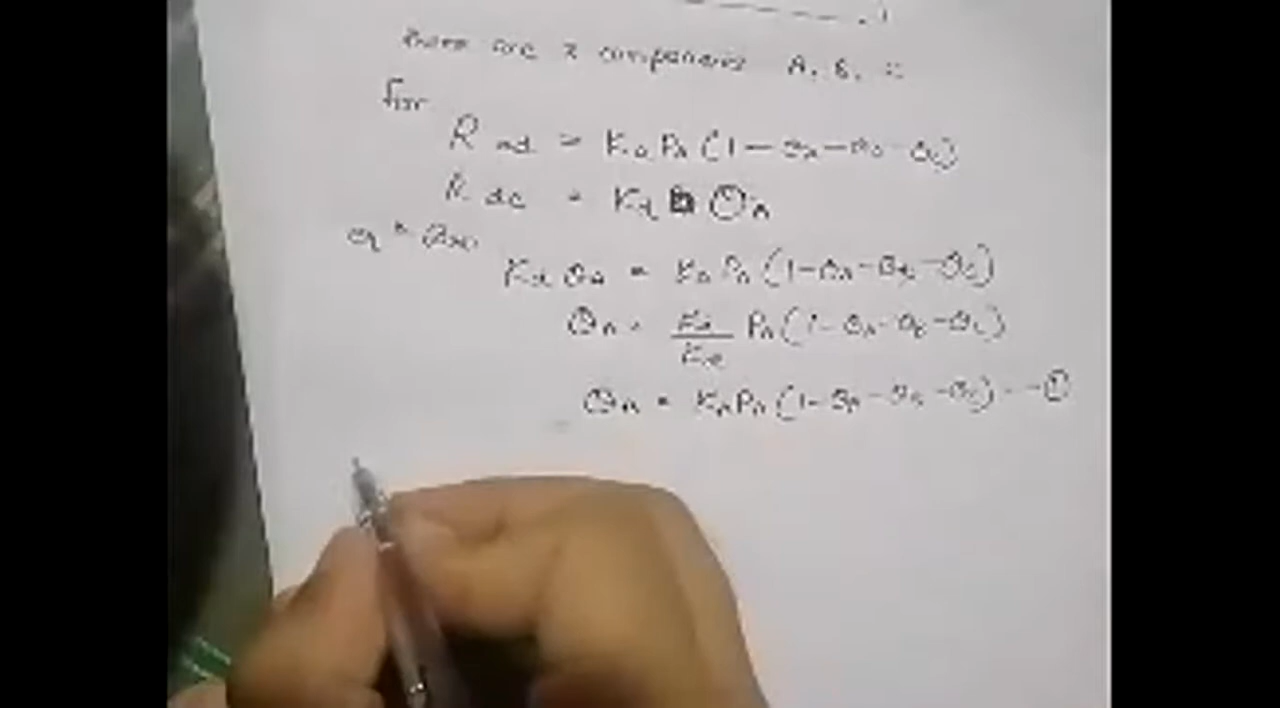 there are 3 components A, B, C
for
R ad = Ka PA (1 - θA - θB - θC)
R de = Kd θA
eqⁿ
Kd θA = Ka PA (1 - θA - θB - θC)
θA = Ka/Kd PA (1 - θA - θB - θC)
θA = KA PA (1 - θA - θB - θC) --- ①